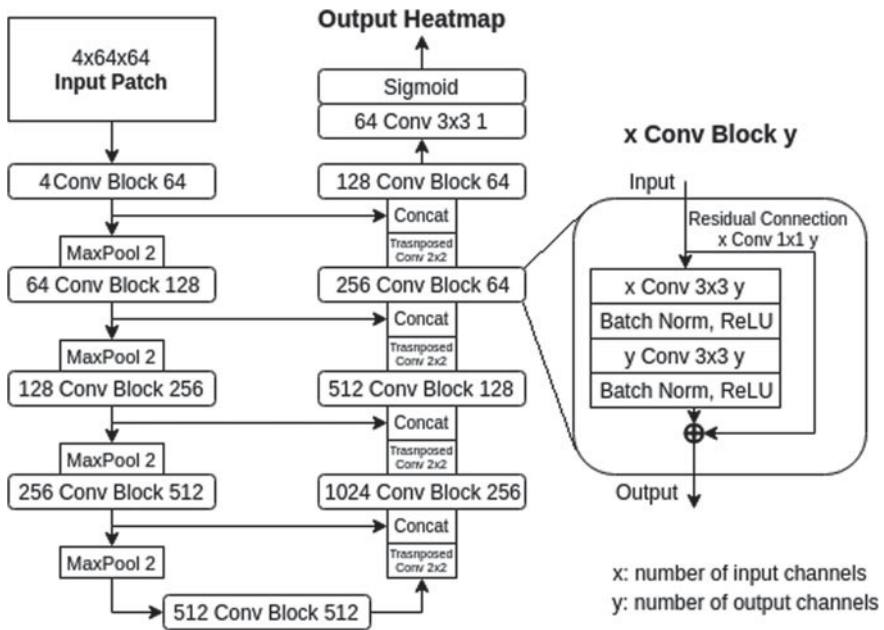 4x64x64
Input Patch
4Conv Block 64
MaxPool 2
64 Conv Block 128
MaxPool 2
128 Conv Block 256
MaxPool 2
256 Conv Block 512
MaxPool 2
512 Conv Block 512
Output Heatmap
Sigmoid
64 Conv 3x3 1
128 Conv Block 64
Concat
Trasnposed
Conv 2x2
256 Conv Block 64
Concat
Trasnposed
Conv 2x2
512 Conv Block 128
Concat
Trasnposed
Conv 2x2
1024 Conv Block 256
Concat
Trasnposed
Conv 2x2
x Conv Block y
Input
Residual Connection
x Conv 1x1 y
x Conv 3x3 y
Batch Norm, ReLU
y Conv 3x3 y
Batch Norm, ReLU
Output
x: number of input channels
y: number of output channels